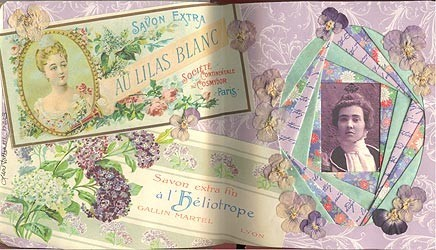 SAVON EXTRA
AU LILAS BLANC
SOCIÉTÉ
CONTINENTALE
COSMYDOR
PARIS
Savon extra fin
à l'Héliotrope
GALLIN-MARTEL
LYON